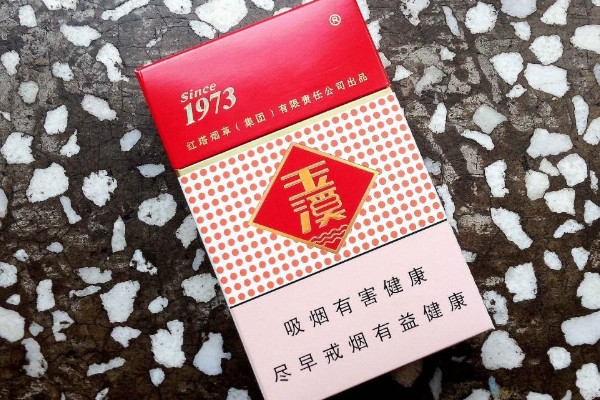 ®
Since
1973
红塔烟草（集团）有限责任公司出品
玉
溪
吸烟有害健康
尽早戒烟有益健康